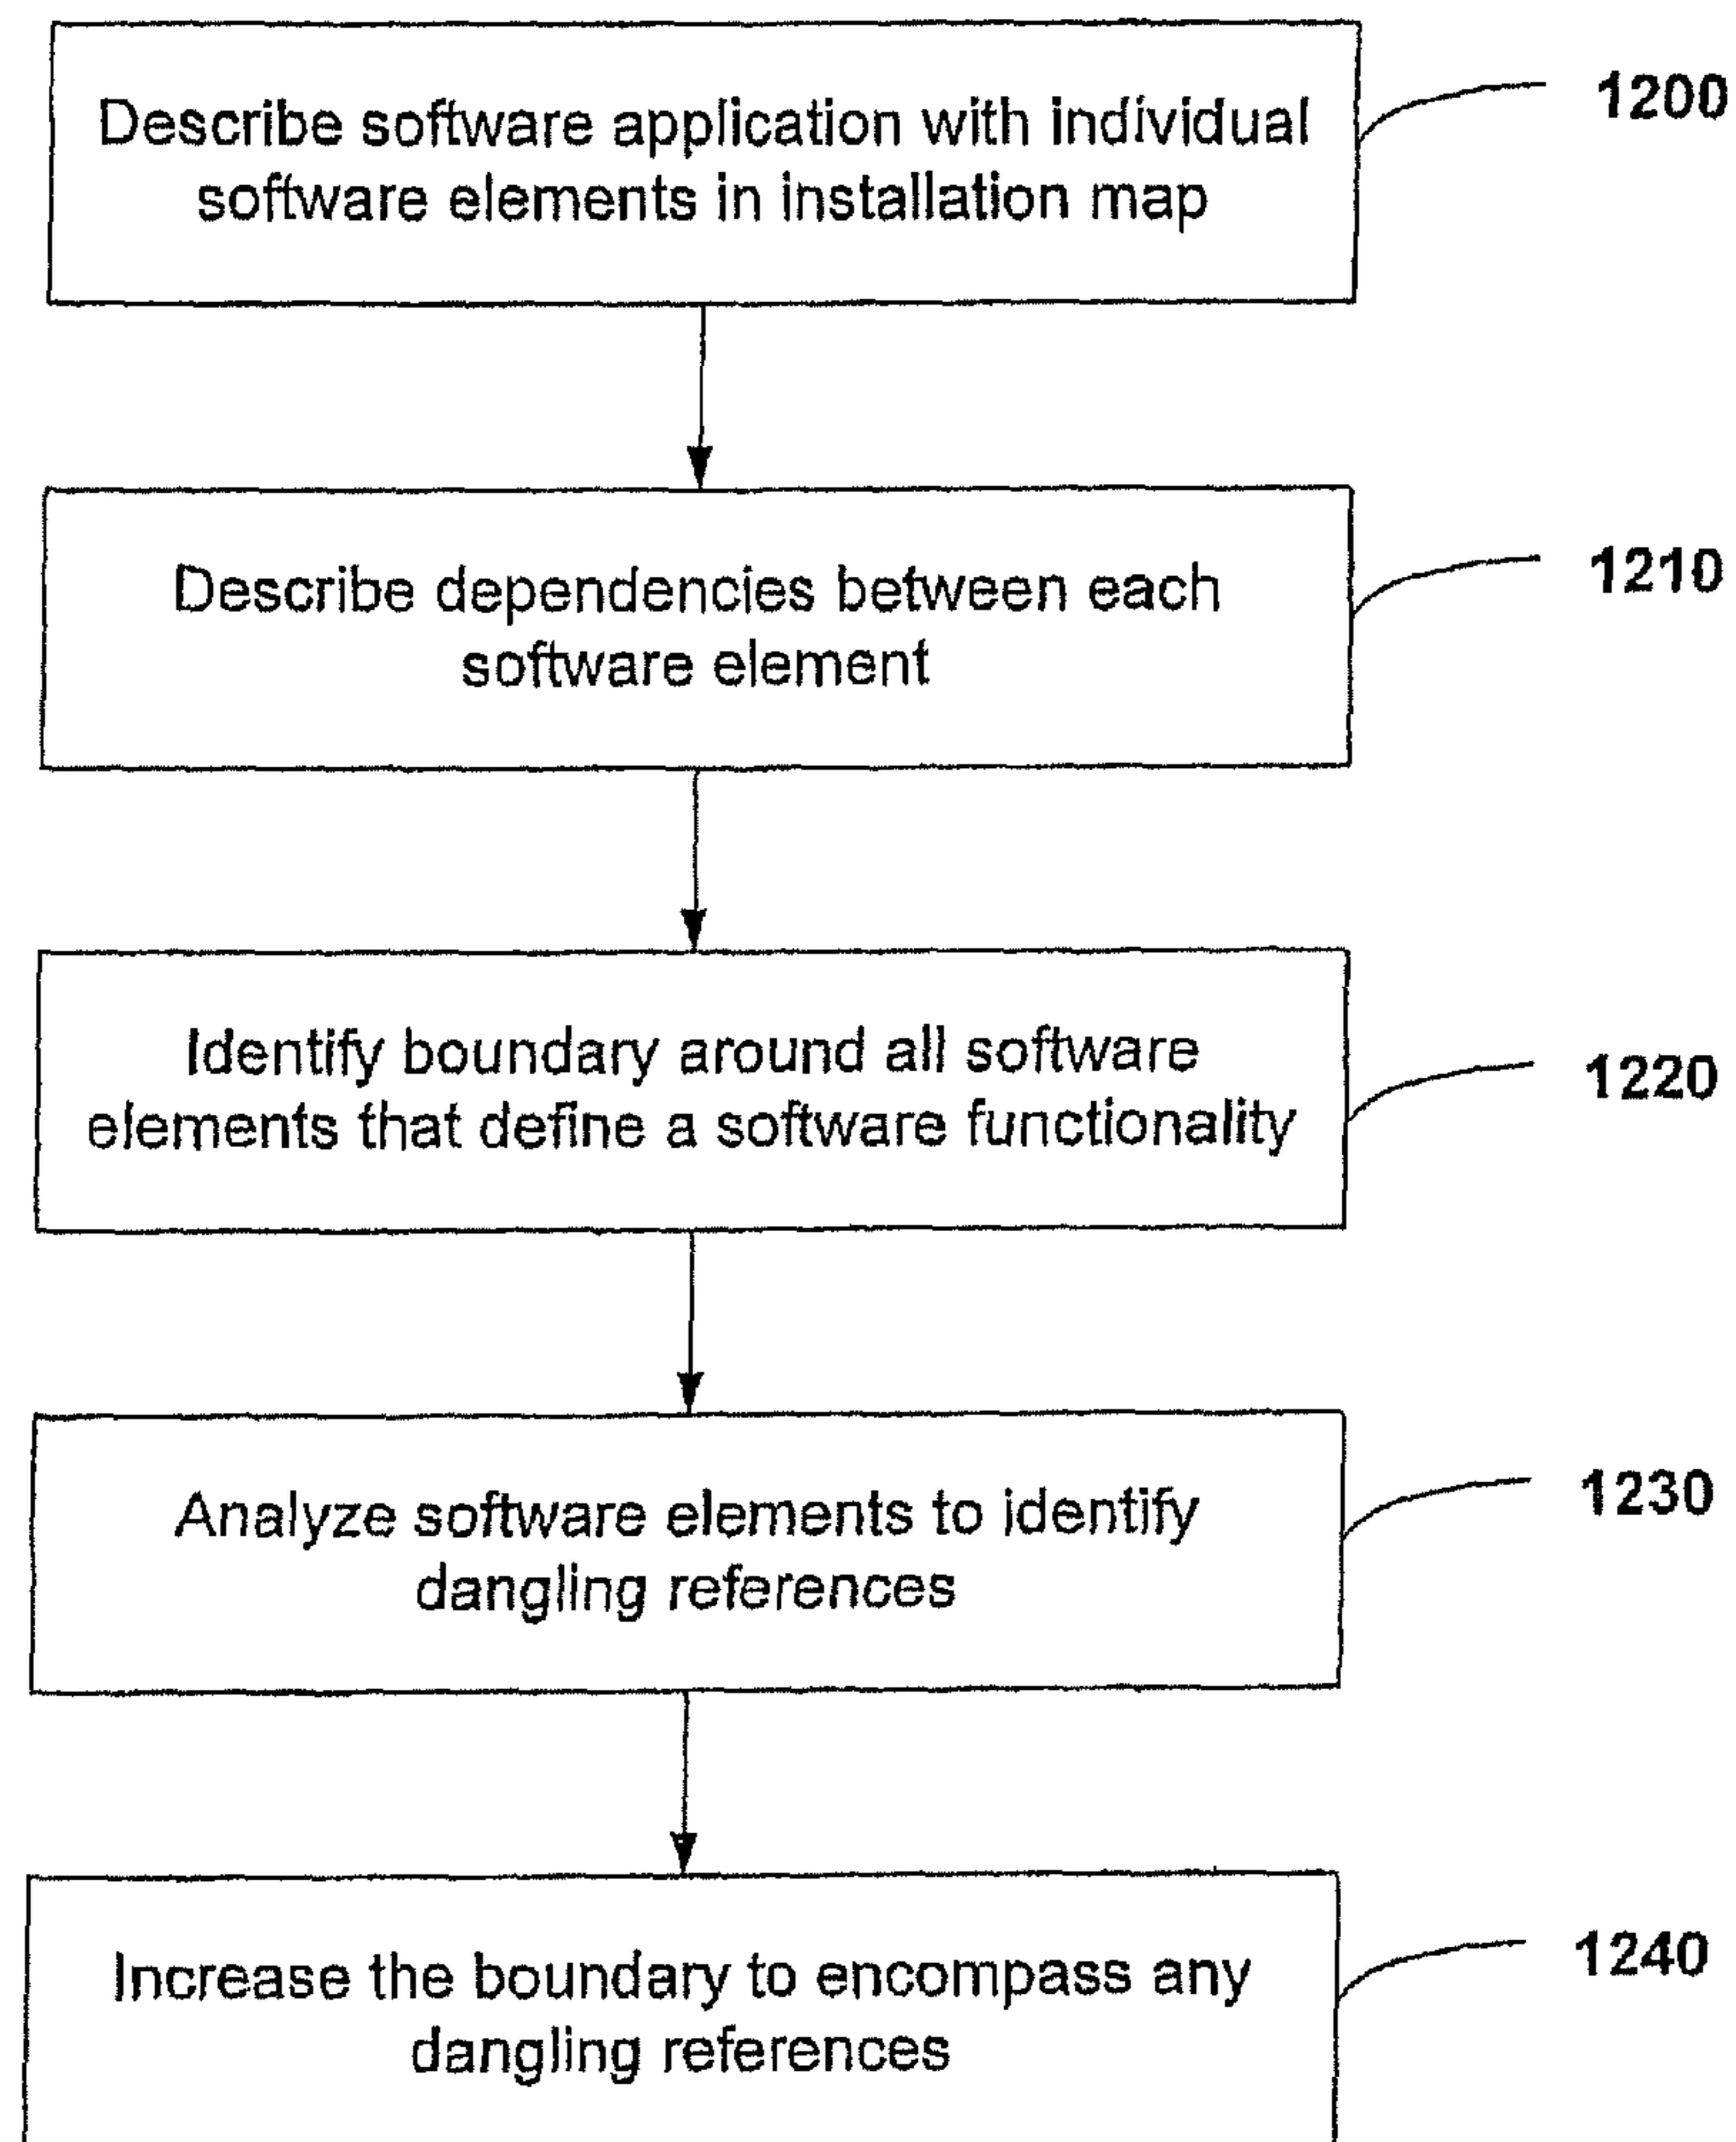 Describe software application with individual
software elements in installation map
1200
Describe dependencies between each
software element
1210
Identify boundary around all software
elements that define a software functionality
1220
Analyze software elements to identify
dangling references
1230
Increase the boundary to encompass any
dangling references
1240